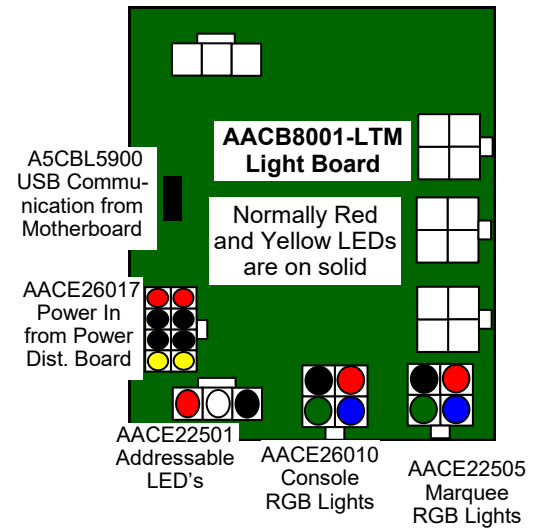 AACB8001-LTM
Light Board
A5CBL5900
USB Commu-
nication from
Motherboard
Normally Red
and Yellow LEDs
are on solid
AACE26017
Power In
from Power
Dist. Board
AACE22501
Addressable
LED’s
AACE26010
Console
RGB Lights
AACE22505
Marquee
RGB Lights